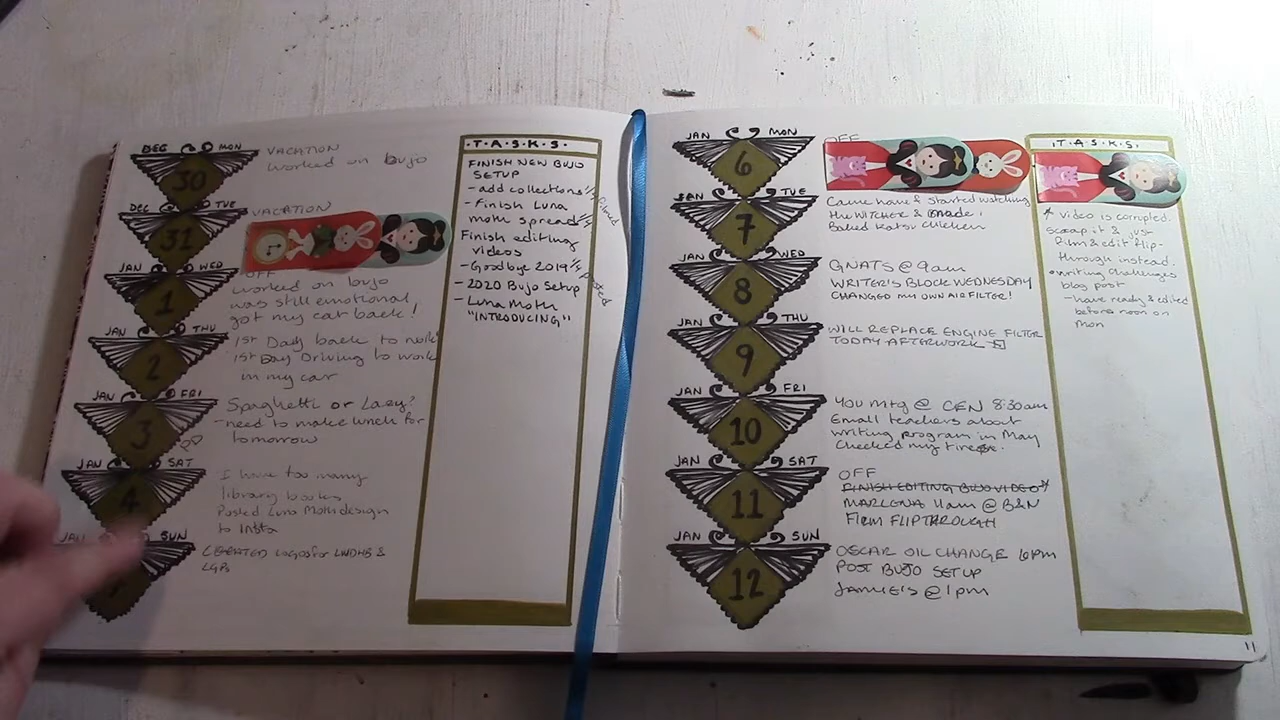 DEC MON
30
VACATION
Worked on bujo
DEC TUE
31
VACATION
JAN WED
1
OFF
Worked on bujo
was still emotional,
got my car back!
JAN THU
2
1st Day back to work
1st Day Driving to work
in my car
JAN FRI
3
Spaghetti or Lazy?
- need to make lunch for
tomorrow
JAN SAT
4
I have too many
library books
Posted Luna Moth design
to Insta
JAN SUN
CREATED LOGOS FOR LWDHB &
LGPs
T.A.S.K.S.
FINISH NEW BUJO
SETUP
- add collections
- Finish Luna
moth spread
Finish editing
videos
- Goodbye 2019
- 2020 Bujo Setup
- Luna Moth
"INTRODUCING"
JAN MON
6
OFF
JAN TUE
7
Came home & started watching
the Witcher & made
Baked Katsu Chicken
JAN WED
8
GNATS @ 9am
WRITER'S BLOCK WEDNESDAY
CHANGED MY OWN AIR FILTER!
JAN THU
9
WILL REPLACE ENGINE FILTER
TODAY AFTERWORK
JAN FRI
10
You mtg @ CEN 8:30am
Email teachers about
writing program in May
Checked my tires.
JAN SAT
11
OFF
FINISH EDITING BUJO VIDEO
MARLENA 11am @ B&N
FILM FLIPTHROUGH
JAN SUN
12
OSCAR OIL CHANGE 6pm
POST BUJO SETUP
Jamie's @ 1pm
T.A.S.K.S.
* Video is corrupted.
Scrap it & just
film & edit flip-
through instead.
• Writing Challenges
blog post
- have ready & edited
before noon on
Mon
11